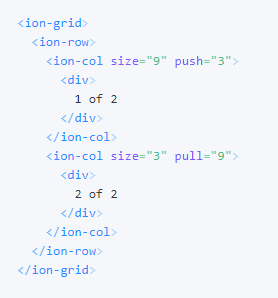 <ion-grid>
  <ion-row>
    <ion-col size="9" push="3">
      <div>
        1 of 2
      </div>
    </ion-col>
    <ion-col size="3" pull="9">
      <div>
        2 of 2
      </div>
    </ion-col>
  </ion-row>
</ion-grid>